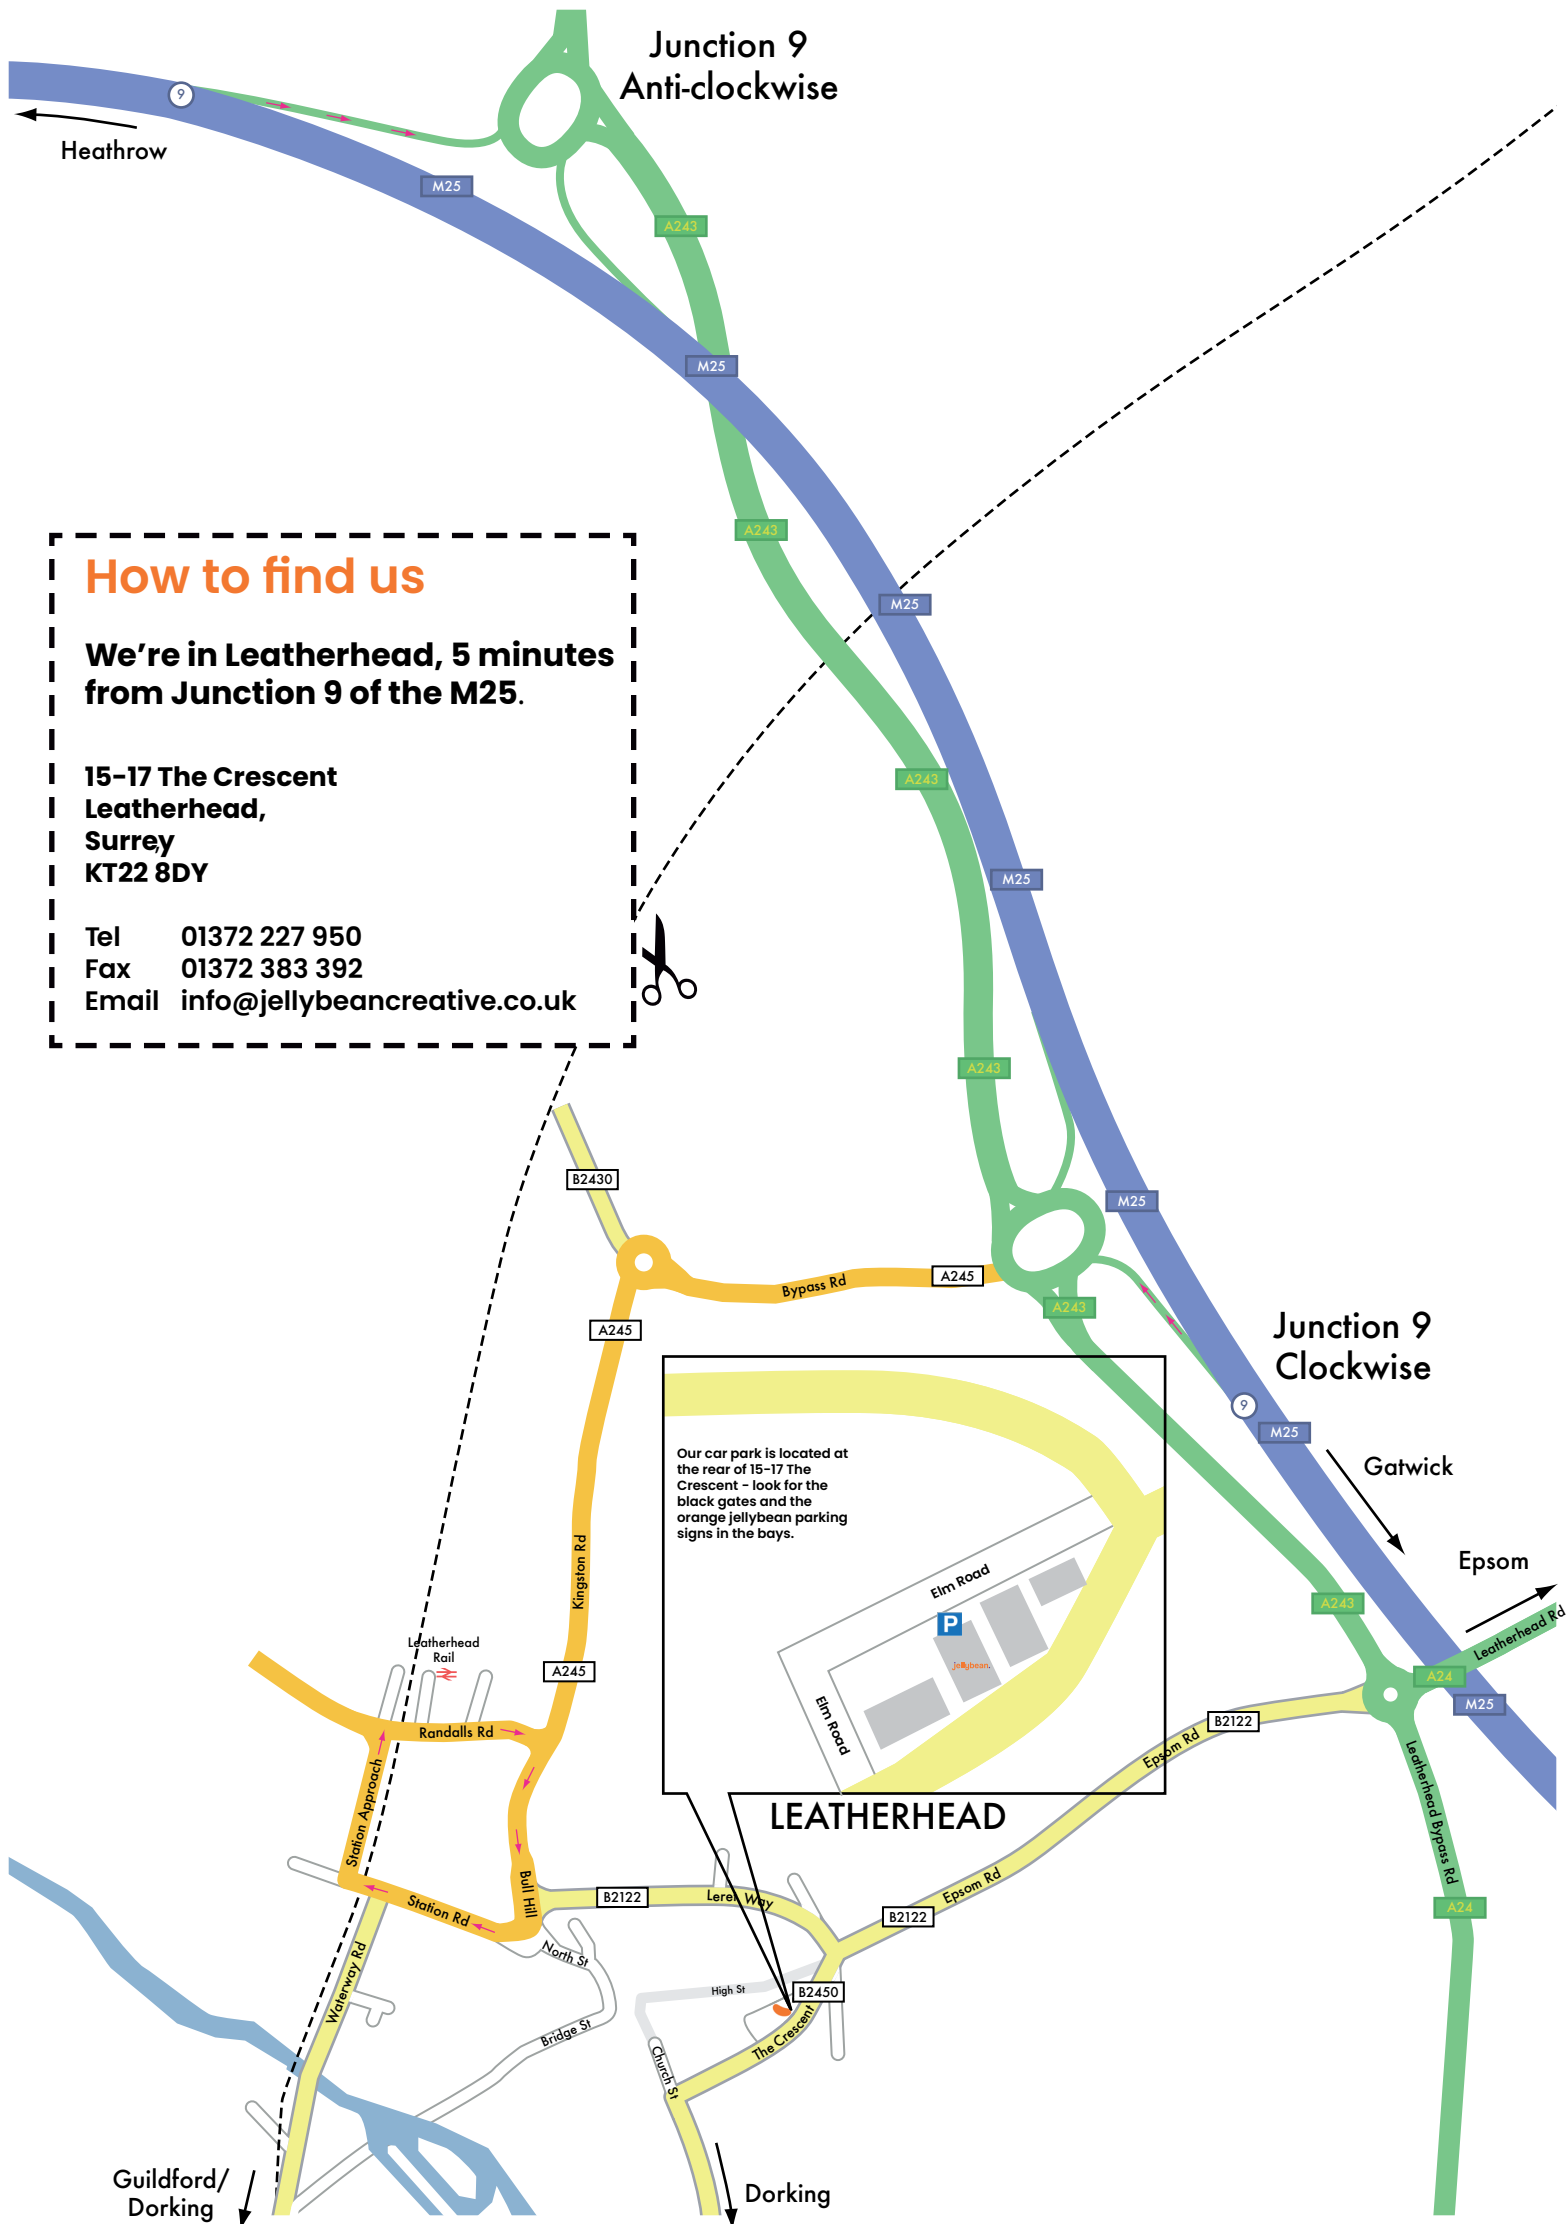 Junction 9
Anti-clockwise
9
Heathrow
M25
A243
M25
A243
M25
How to find us
We're in Leatherhead, 5 minutes
from Junction 9 of the M25.
15-17 The Crescent
Leatherhead,
Surrey,
KT22 8DY
Tel 01372 227 950
Fax 01372 383 392
Email info@jellybeancreative.co.uk
A243
M25
A243
B2430
M25
Bypass Rd
A245
A243
A245
Junction 9
Clockwise
9
M25
Gatwick
Our car park is located at
the rear of 15-17 The
Crescent - look for the
black gates and the
orange jellybean parking
signs in the bays.
Elm Road
P
jellybean.
Elm Road
Kingston Rd
Epsom
A243
Leatherhead Rd
A24
M25
Leatherhead
Rail
A245
Randalls Rd
B2122
Epsom Rd
Station Approach
LEATHERHEAD
Leatherhead Bypass Rd
Bull Hill
B2122
Leret Way
Epsom Rd
B2122
A24
Station Rd
North St
Waterway Rd
High St
B2450
Bridge St
The Crescent
Church St
Guildford/
Dorking
Dorking